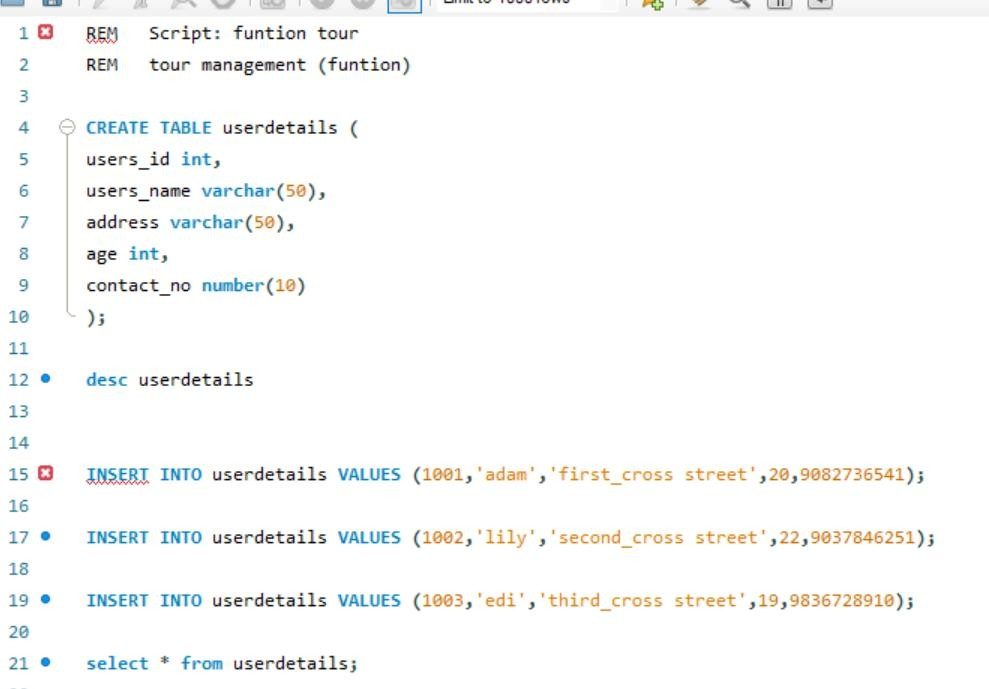 1 REM Script: funtion tour
2 REM tour management (funtion)
3
4 CREATE TABLE userdetails (
5 users_id int,
6 users_name varchar(50),
7 address varchar(50),
8 age int,
9 contact_no number(10)
10 );
11
12 desc userdetails
13
14
15 INSERT INTO userdetails VALUES (1001,'adam','first_cross street',20,9082736541);
16
17 INSERT INTO userdetails VALUES (1002,'lily','second_cross street',22,9037846251);
18
19 INSERT INTO userdetails VALUES (1003,'edi','third_cross street',19,9836728910);
20
21 select * from userdetails;